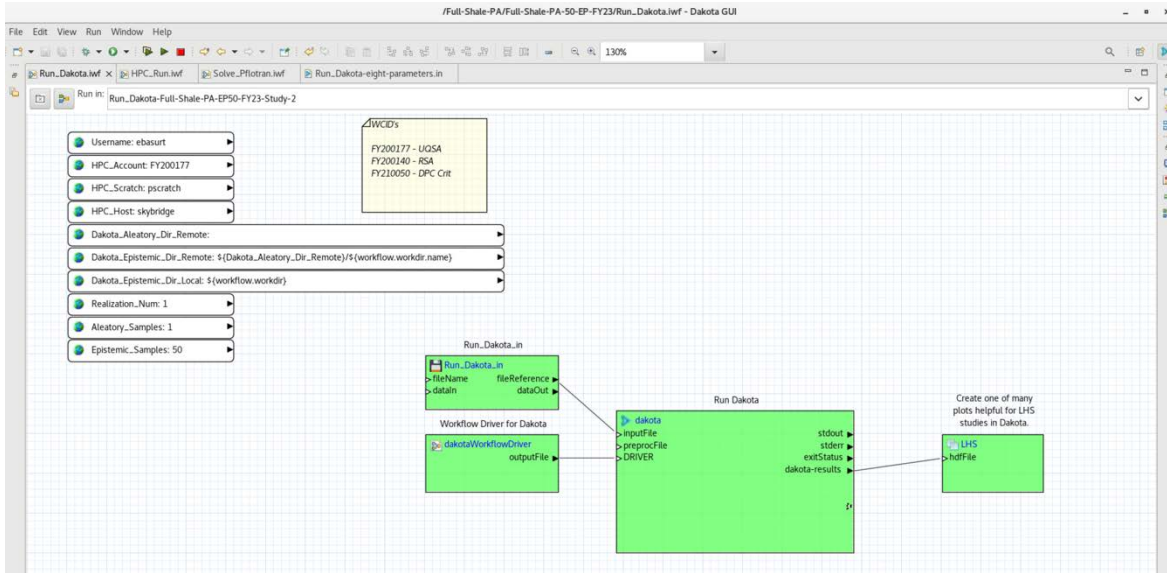 /Full-Shale-PA/Full-Shale-PA-50-EP-FY23/Run_Dakota.iwf - Dakota GUI
File Edit View Run Window Help
130%
Run_Dakota.iwf HPC_Run.iwf Solve_Pflotran.iwf Run_Dakota-eight-parameters.in
Run in: Run_Dakota-Full-Shale-PA-EP50-FY23-Study-2
Username: ebasurt
HPC_Account: FY200177
HPC_Scratch: pscratch
HPC_Host: skybridge
Dakota_Aleatory_Dir_Remote:
Dakota_Epistemic_Dir_Remote: ${Dakota_Aleatory_Dir_Remote}/${workflow.workdir.name}
Dakota_Epistemic_Dir_Local: ${workflow.workdir}
Realization_Num: 1
Aleatory_Samples: 1
Epistemic_Samples: 50
WCID's
FY200177 - UQSA
FY200140 - RSA
FY210050 - DPC Crit
Run_Dakota_in
Run_Dakota_in
fileName fileReference
dataIn dataOut
Workflow Driver for Dakota
dakotaWorkflowDriver
outputFile
Run Dakota
dakota
inputFile stdout
preprocFile stderr
DRIVER exitStatus
dakota-results
Create one of many
plots helpful for LHS
studies in Dakota.
LHS
hdfFile